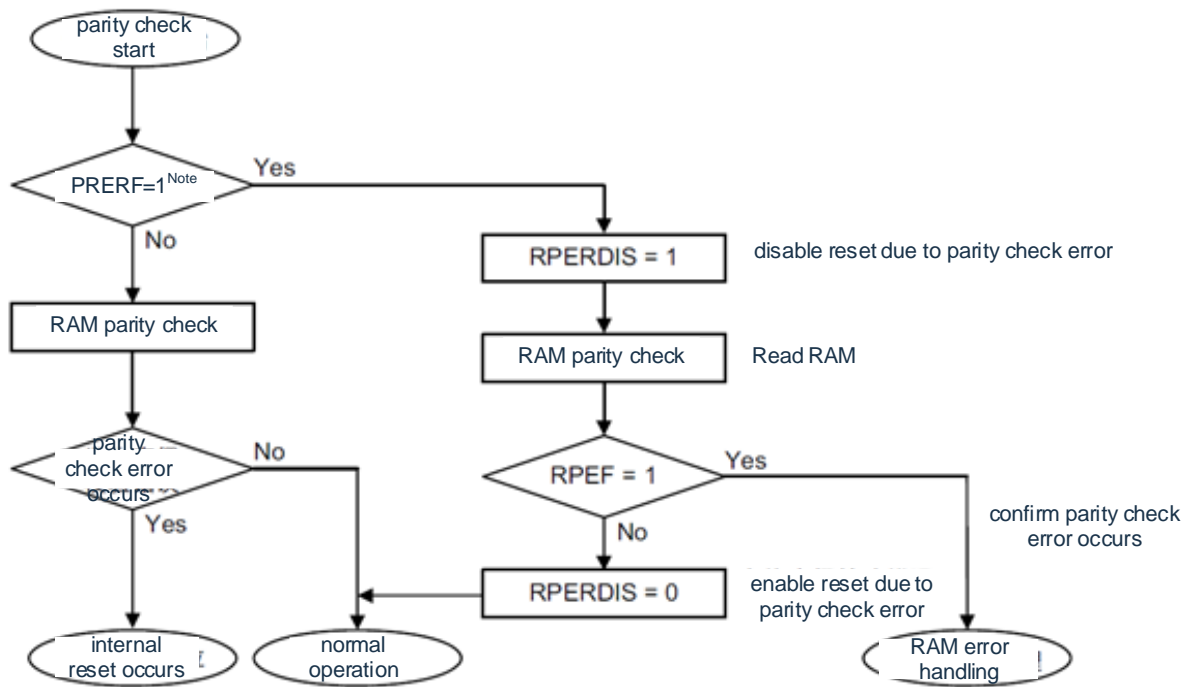 parity check
start
PRERF=1Note
Yes
No
RPERDIS = 1
disable reset due to parity check error
RAM parity check
RAM parity check
Read RAM
parity
check error
occurs
No
Yes
RPEF = 1
Yes
No
confirm parity check
error occurs
RPERDIS = 0
enable reset due to
parity check error
internal
reset occurs
normal
operation
RAM error
handling